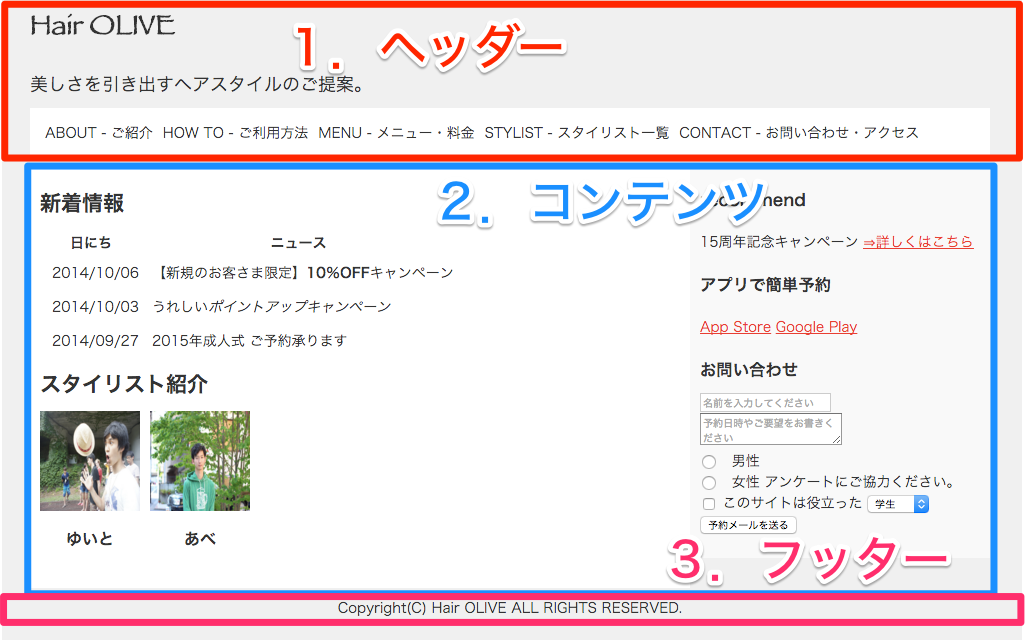 Hair OLIVE
1. ヘッダー
美しさを引き出すヘアスタイルのご提案。
ABOUT - ご紹介 HOW TO - ご利用方法 MENU - メニュー・料金 STYLIST - スタイリスト一覧 CONTACT - お問い合わせ・アクセス
2. コンテンツ
新着情報
日にち ニュース
2014/10/06 【新規のお客さま限定】10%OFFキャンペーン
2014/10/03 うれしいポイントアップキャンペーン
2014/09/27 2015年成人式 ご予約承ります
スタイリスト紹介
ゆいと あべ
15周年記念キャンペーン ⇒詳しくはこちら
アプリで簡単予約
App Store Google Play
お問い合わせ
名前を入力してください
予約日時やご要望をお書きく
ださい
男性
女性 アンケートにご協力ください。
このサイトは役立った 学生
予約メールを送る
3. フッター
Copyright(C) Hair OLIVE ALL RIGHTS RESERVED.